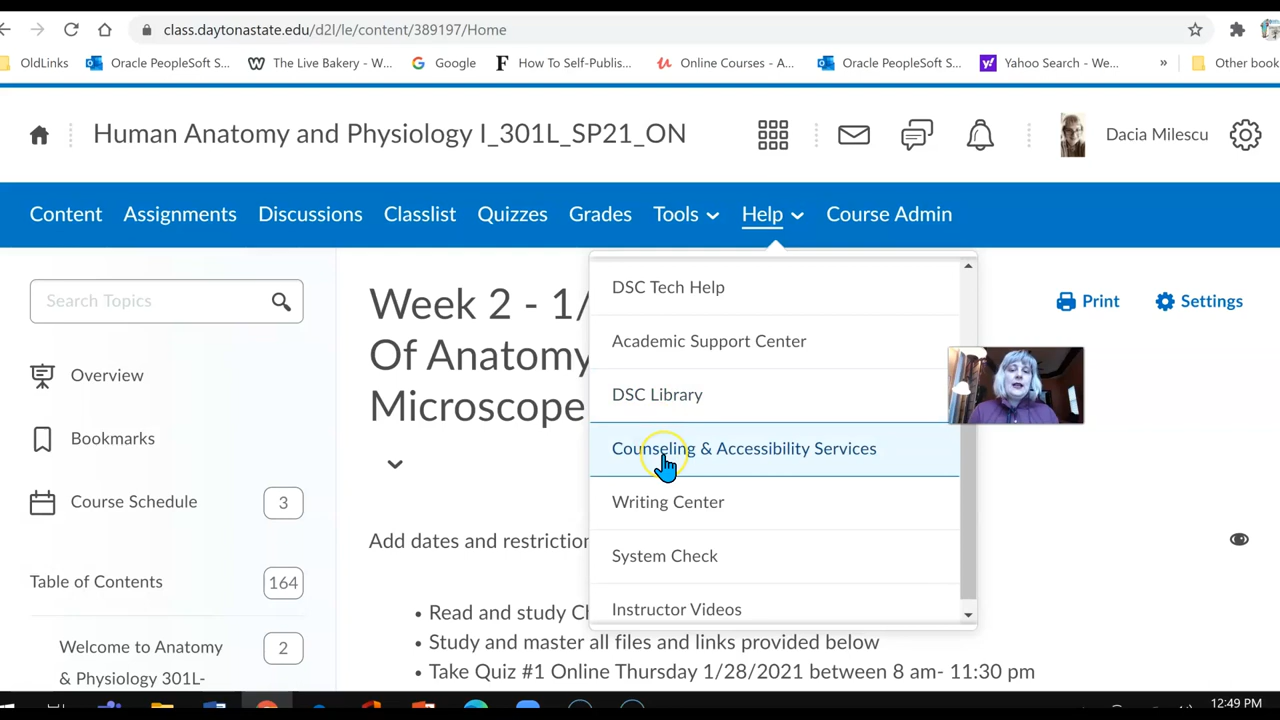 class.daytonastate.edu/d2l/le/content/389197/Home
OldLinks
Oracle PeopleSoft S...
The Live Bakery - W...
Google
How To Self-Publis...
Online Courses - A...
Oracle PeopleSoft S...
Yahoo Search - We...
»
Other book
Human Anatomy and Physiology I_301L_SP21_ON
Dacia Milescu
Content
Assignments
Discussions
Classlist
Quizzes
Grades
Tools
Help
Course Admin
Search Topics
Overview
Bookmarks
Course Schedule
3
Table of Contents
164
Welcome to Anatomy
& Physiology 301L-
2
Week 2 - 1/
Of Anatomy
Microscope
Print
Settings
DSC Tech Help
Academic Support Center
DSC Library
Counseling & Accessibility Services
Writing Center
System Check
Instructor Videos
Add dates and restriction
• Read and study Ch
• Study and master all files and links provided below
• Take Quiz #1 Online Thursday 1/28/2021 between 8 am- 11:30 pm
12:49 PM